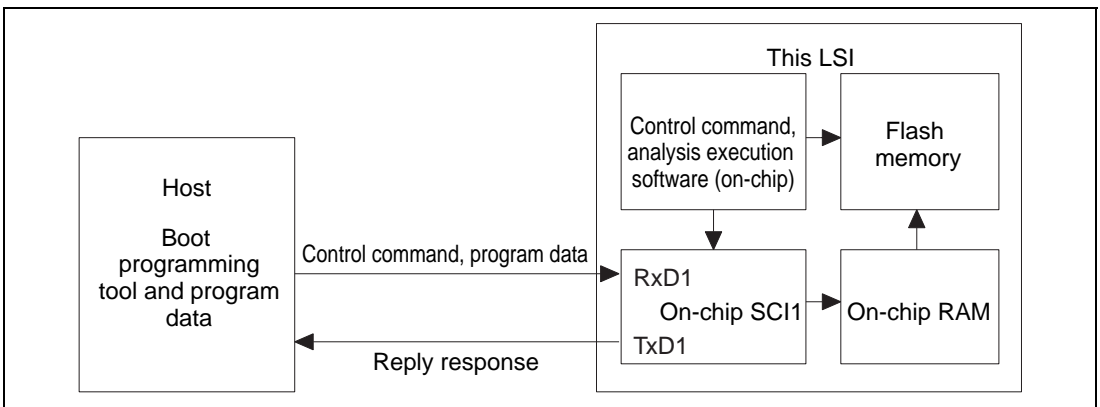 This LSI
Control command,
analysis execution
software (on-chip)
Flash
memory
Host
Boot
programming
tool and program
data
Control command, program data
RxD1
On-chip SCI1
TxD1
On-chip RAM
Reply response